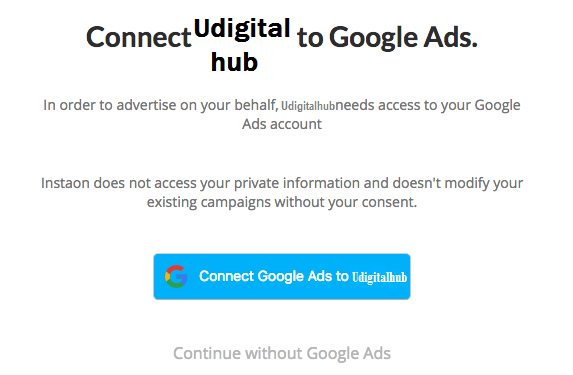 Connect Udigital hub to Google Ads.
In order to advertise on your behalf, Udigitalhub needs access to your Google
Ads account
Instaon does not access your private information and doesn't modify your
existing campaigns without your consent.
Connect Google Ads to Udigitalhub
Continue without Google Ads